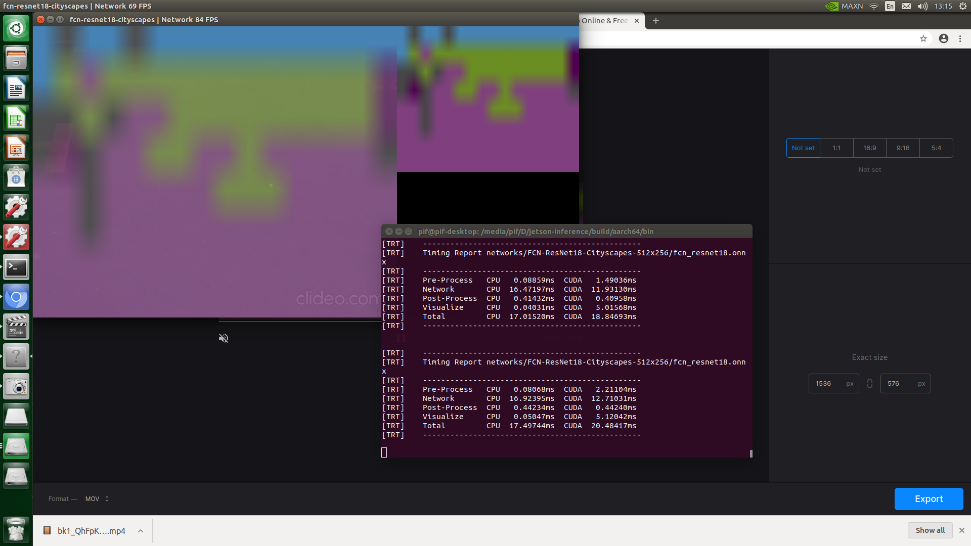 fcn-resnet18-cityscapes | Network 69 FPS
MAXN
En
13:15
fcn-resnet18-cityscapes | Network 84 FPS
Online & Free
clideo.com
pif@pif-desktop: /media/pif/D/jetson-inference/build/aarch64/bin
[TRT] ------------------------------------------------
[TRT] Timing Report networks/FCN-ResNet18-Cityscapes-512x256/fcn_resnet18.onn
x
[TRT] ------------------------------------------------
[TRT] Pre-Process CPU 0.08859ms CUDA 1.49036ms
[TRT] Network CPU 16.47197ms CUDA 11.93130ms
[TRT] Post-Process CPU 0.41432ms CUDA 0.40958ms
[TRT] Visualize CPU 0.04031ms CUDA 5.01568ms
[TRT] Total CPU 17.01520ms CUDA 18.84693ms
[TRT] ------------------------------------------------
[TRT] ------------------------------------------------
[TRT] Timing Report networks/FCN-ResNet18-Cityscapes-512x256/fcn_resnet18.onn
x
[TRT] ------------------------------------------------
[TRT] Pre-Process CPU 0.08068ms CUDA 2.21104ms
[TRT] Network CPU 16.92395ms CUDA 12.71031ms
[TRT] Post-Process CPU 0.44234ms CUDA 0.44240ms
[TRT] Visualize CPU 0.05047ms CUDA 5.12042ms
[TRT] Total CPU 17.49744ms CUDA 20.48417ms
[TRT] ------------------------------------------------
Not set 1:1 16:9 9:16 5:4
Not set
Exact size
1536 px 576 px
Format — MOV
Export
bk1_QhFpK....mp4
Show all